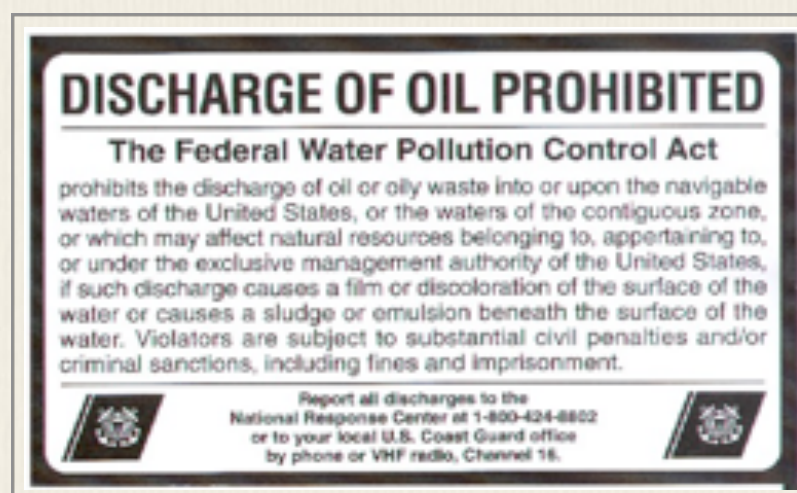 DISCHARGE OF OIL PROHIBITED
The Federal Water Pollution Control Act
prohibits the discharge of oil or oily waste into or upon the navigable
waters of the United States, or the waters of the contiguous zone,
or which may affect natural resources belonging to, appertaining to,
or under the exclusive management authority of the United States,
if such discharge causes a film or discoloration of the surface of the
water or causes a sludge or emulsion beneath the surface of the
water. Violators are subject to substantial civil penalties and/or
criminal sanctions, including fines and imprisonment.
Report all discharges to the
National Response Center at 1-800-424-8802
or to your local U.S. Coast Guard office
by phone or VHF radio, Channel 16.